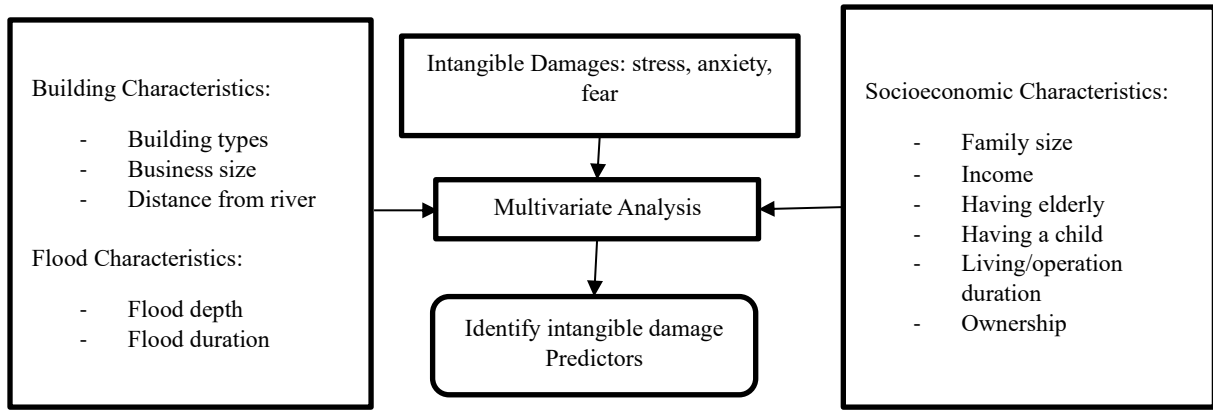 Building Characteristics:
- Building types
- Business size
- Distance from river
Flood Characteristics:
- Flood depth
- Flood duration
Intangible Damages: stress, anxiety,
fear
Multivariate Analysis
Identify intangible damage
Predictors
Socioeconomic Characteristics:
- Family size
- Income
- Having elderly
- Having a child
- Living/operation
duration
- Ownership